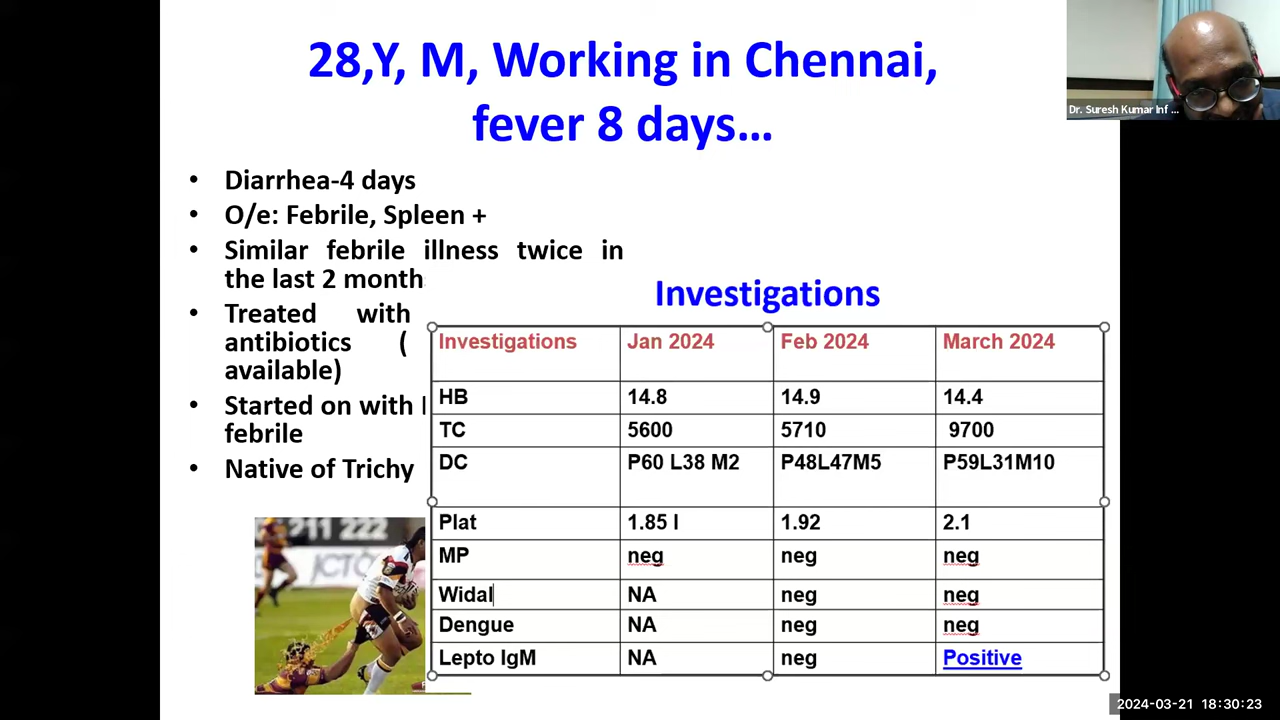 28,Y, M, Working in Chennai,
fever 8 days…
Dr. Suresh Kumar Inf ...
• Diarrhea-4 days
• O/e: Febrile, Spleen +
• Similar febrile illness twice in
the last 2 month
• Treated with
antibiotics (
available)
• Started on with
febrile
• Native of Trichy
211 222
Investigations
Investigations Jan 2024 Feb 2024 March 2024
HB 14.8 14.9 14.4
TC 5600 5710 9700
DC P60 L38 M2 P48L47M5 P59L31M10
Plat 1.85 l 1.92 2.1
MP neg neg neg
Widal NA neg neg
Dengue NA neg neg
Lepto IgM NA neg Positive
2024-03-21 18:30:23